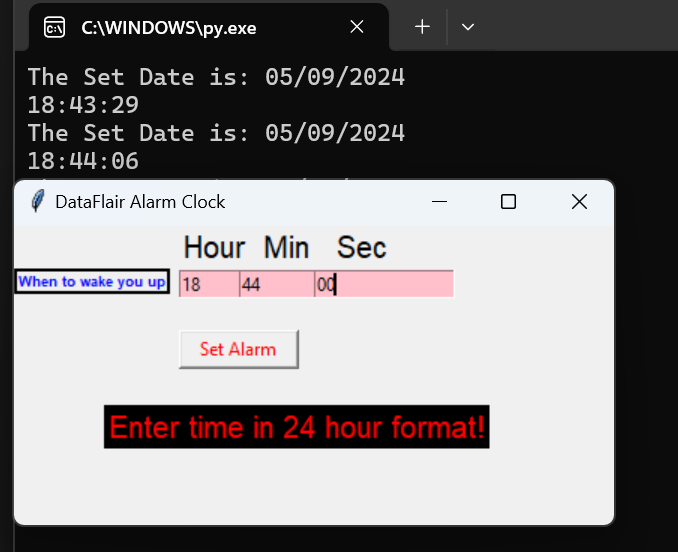 C:\WINDOWS\py.exe
The Set Date is: 05/09/2024
18:43:29
The Set Date is: 05/09/2024
18:44:06
DataFlair Alarm Clock
Hour Min Sec
When to wake you up 18 44 00
Set Alarm
Enter time in 24 hour format!